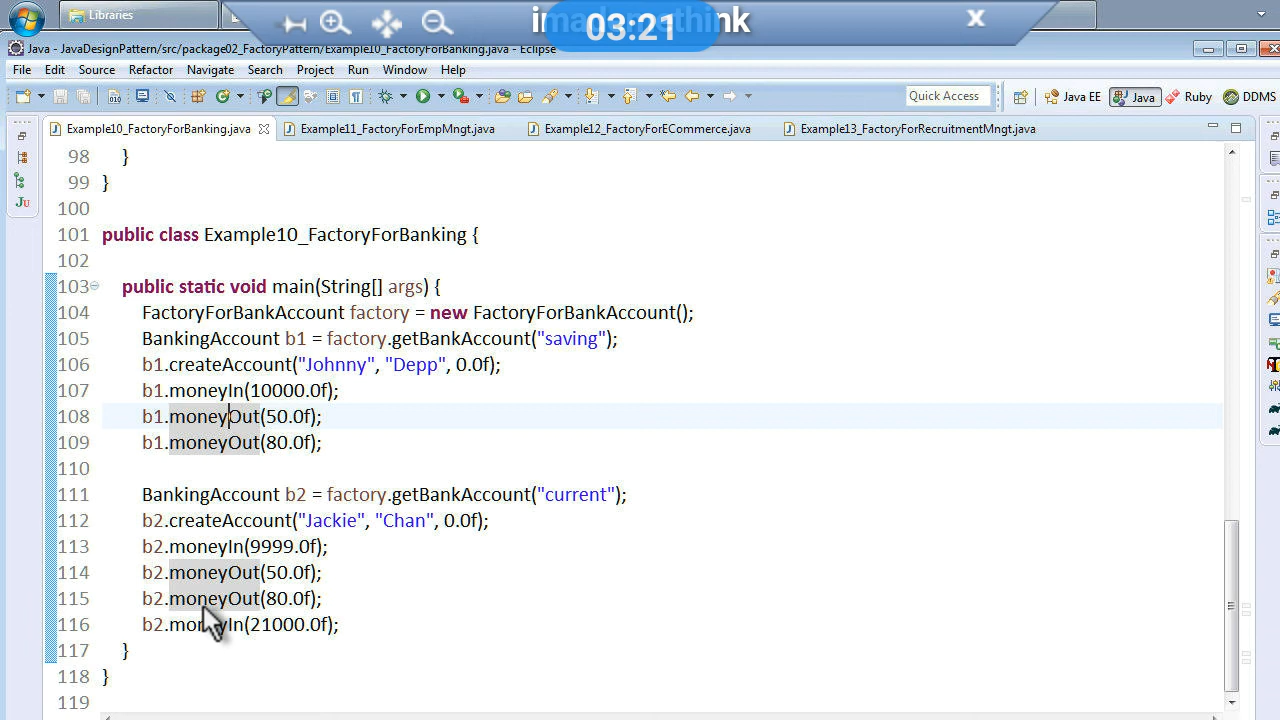 Libraries
03:21
Java - JavaDesignPattern/src/package02_FactoryPattern/Example10_FactoryForBanking.java - Eclipse
File Edit Source Refactor Navigate Search Project Run Window Help
Quick Access Java EE Java Ruby DDMS
Example10_FactoryForBanking.java Example11_FactoryForEmpMngt.java Example12_FactoryForECommerce.java Example13_FactoryForRecruitmentMngt.java
98 }
99 }
100
101 public class Example10_FactoryForBanking {
102
103 public static void main(String[] args) {
104 FactoryForBankAccount factory = new FactoryForBankAccount();
105 BankingAccount b1 = factory.getBankAccount("saving");
106 b1.createAccount("Johnny", "Depp", 0.0f);
107 b1.moneyIn(10000.0f);
108 b1.moneyOut(50.0f);
109 b1.moneyOut(80.0f);
110
111 BankingAccount b2 = factory.getBankAccount("current");
112 b2.createAccount("Jackie", "Chan", 0.0f);
113 b2.moneyIn(9999.0f);
114 b2.moneyOut(50.0f);
115 b2.moneyOut(80.0f);
116 b2.moneyIn(21000.0f);
117 }
118 }
119